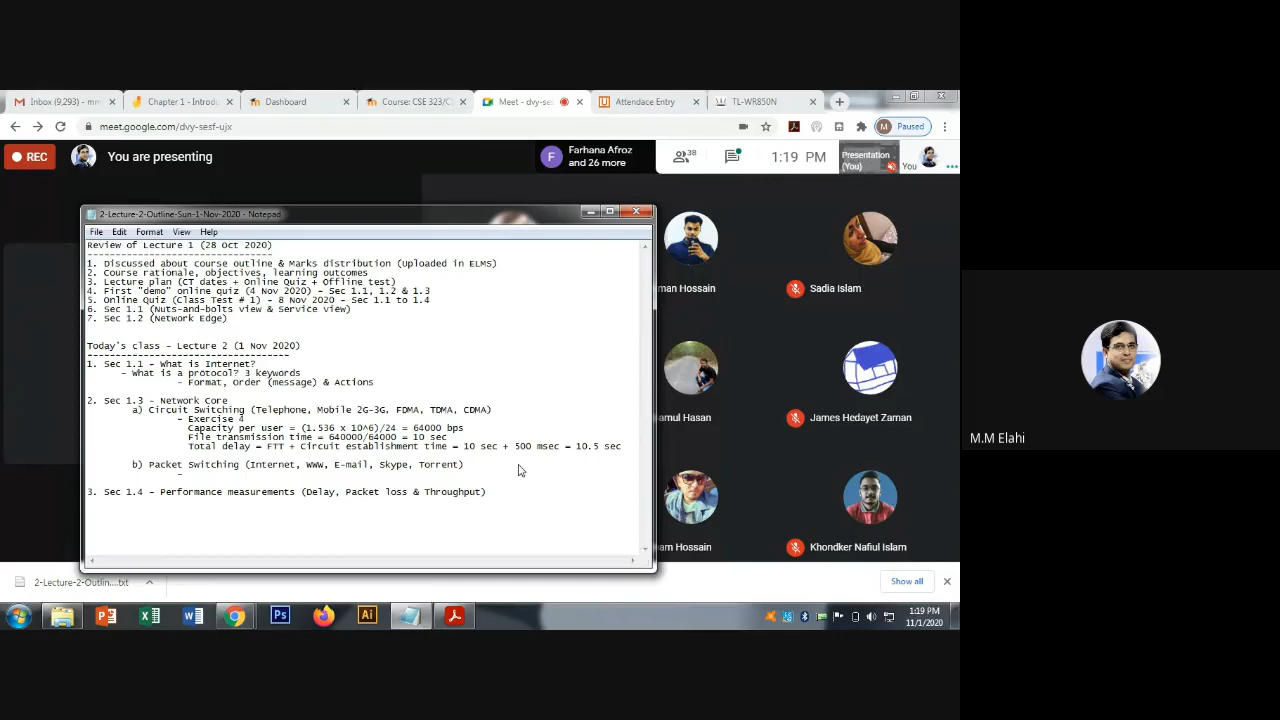 Inbox (9,293) - mm
Chapter 1 - Introdu
Dashboard
Course: CSE 323/C
Meet - dvy-sesf
Attendace Entry
TL-WR850N
meet.google.com/dvy-sesf-ujx
M Paused
REC
You are presenting
F
Farhana Afroz
and 26 more
38
1:19 PM
Presentation
(You)
You
2-Lecture-2-Outline-Sun-1-Nov-2020 - Notepad
File Edit Format View Help
Review of Lecture 1 (28 Oct 2020)
---------------------------------
1. Discussed about course outline & Marks distribution (Uploaded in ELMS)
2. Course rationale, objectives, learning outcomes
3. Lecture plan (CT dates + Online Quiz + Offline test)
4. First "demo" online quiz (4 Nov 2020) - Sec 1.1, 1.2 & 1.3
5. Online Quiz (Class Test # 1) - 8 Nov 2020 - Sec 1.1 to 1.4
6. Sec 1.1 (Nuts-and-bolts view & Service view)
7. Sec 1.2 (Network Edge)
Today's class - Lecture 2 (1 Nov 2020)
------------------------------------
1. Sec 1.1 - What is Internet?
- What is a protocol? 3 keywords
- Format, Order (message) & Actions
2. Sec 1.3 - Network Core
a) Circuit Switching (Telephone, Mobile 2G-3G, FDMA, TDMA, CDMA)
- Exercise 4
Capacity per user = (1.536 x 10^6)/24 = 64000 bps
File transmission time = 640000/64000 = 10 sec
Total delay = FTT + Circuit establishment time = 10 sec + 500 msec = 10.5 sec
b) Packet Switching (Internet, WWW, E-mail, Skype, Torrent)
-
3. Sec 1.4 - Performance measurements (Delay, Packet loss & Throughput)
man Hossain
Sadia Islam
amul Hasan
James Hedayet Zaman
am Hossain
Khondker Nafiul Islam
M.M Elahi
2-Lecture-2-Outlin....txt
Show all
Ps
Ai
1:19 PM
11/1/2020